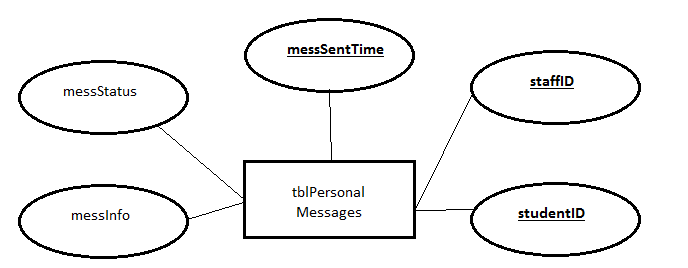 messSentTime
staffID
messStatus
tblPersonal
Messages
messInfo
studentID